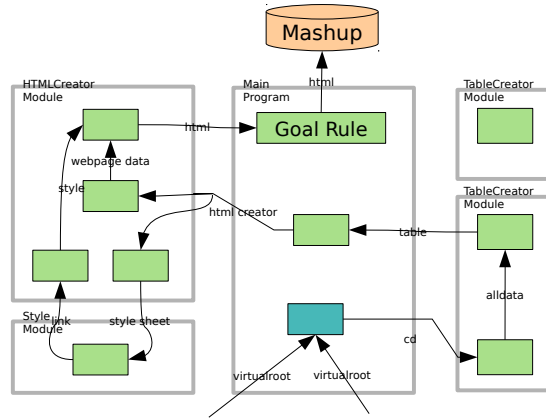 Mashup
html
HTMLCreator
Module
Main
Program
TableCreator
Module
html
Goal Rule
webpage data
style
html creator
TableCreator
Module
table
alldata
Style
Module
link
style sheet
cd
virtualroot
virtualroot